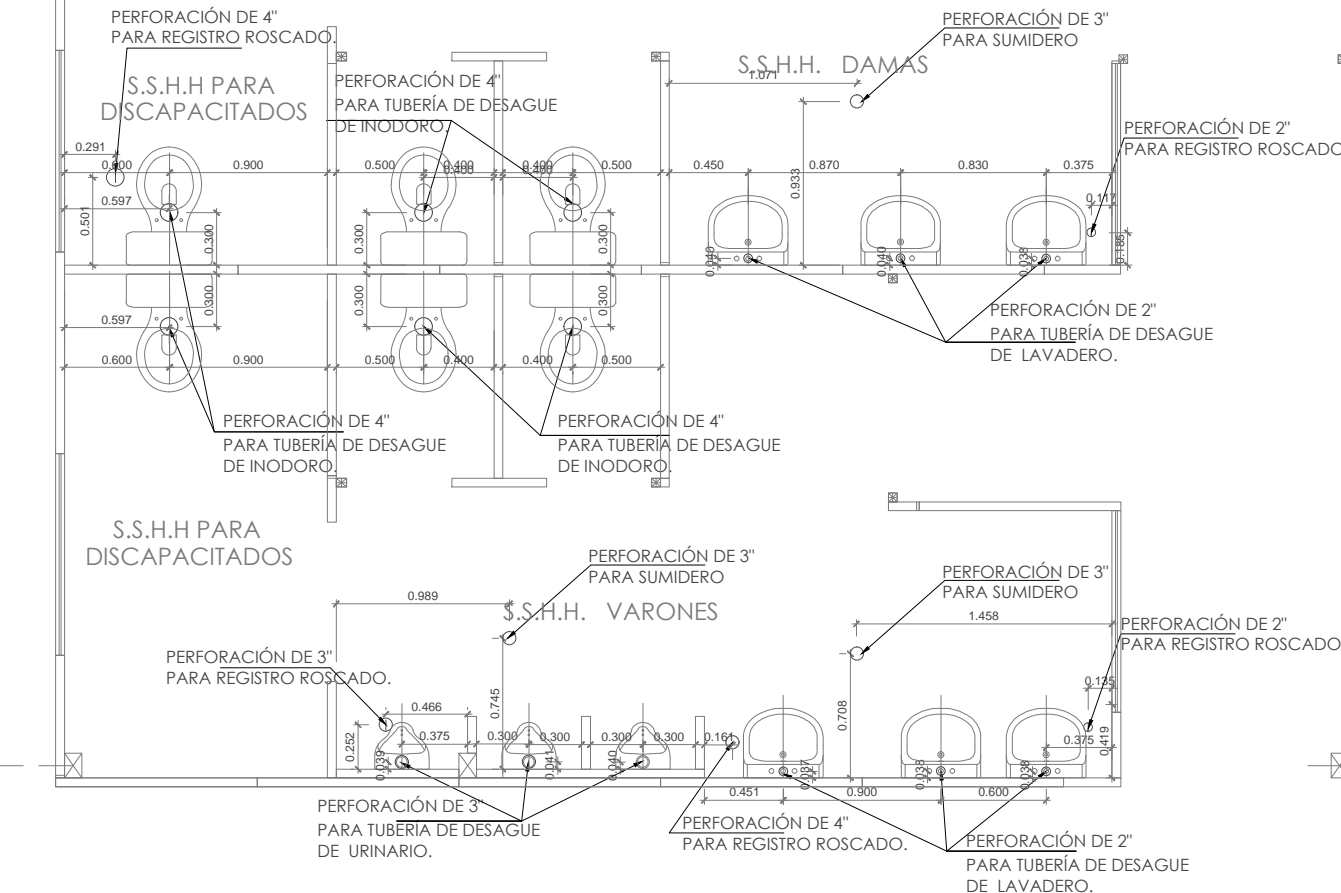 PERFORACIÓN DE 4"
PARA REGISTRO ROSCADO.
S.S.H.H PARA
DISCAPACITADOS
PERFORACIÓN DE 4"
PARA TUBERÍA DE DESAGUE
DE INODORO.
S.S.H.H. DAMAS
1.071
PERFORACIÓN DE 3"
PARA SUMIDERO
PERFORACIÓN DE 2"
PARA REGISTRO ROSCADO
0.291
0.600
0.900
0.500
0.400
0.400
0.400
0.400
0.500
0.450
0.870
0.830
0.375
0.933
0.597
0.501
0.300
0.300
0.300
0.117
0.185
0.040
0.040
0.038
0.300
0.300
0.300
0.597
0.600
0.900
0.500
0.400
0.400
0.500
PERFORACIÓN DE 2"
PARA TUBERÍA DE DESAGUE
DE LAVADERO.
PERFORACIÓN DE 4"
PARA TUBERÍA DE DESAGUE
DE INODORO.
PERFORACIÓN DE 4"
PARA TUBERÍA DE DESAGUE
DE INODORO.
S.S.H.H PARA
DISCAPACITADOS
PERFORACIÓN DE 3"
PARA SUMIDERO
PERFORACIÓN DE 3"
PARA SUMIDERO
0.989
S.S.H.H. VARONES
1.458
PERFORACIÓN DE 2"
PARA REGISTRO ROSCADO
PERFORACIÓN DE 3"
PARA REGISTRO ROSCADO.
0.135
0.466
0.745
0.708
0.252
0.375
0.300
0.300
0.300
0.300
0.161
0.375
0.419
0.039
0.041
0.040
0.037
0.038
0.038
0.451
0.900
0.600
PERFORACIÓN DE 3"
PARA TUBERÍA DE DESAGUE
DE URINARIO.
PERFORACIÓN DE 4"
PARA REGISTRO ROSCADO.
PERFORACIÓN DE 2"
PARA TUBERÍA DE DESAGUE
DE LAVADERO.